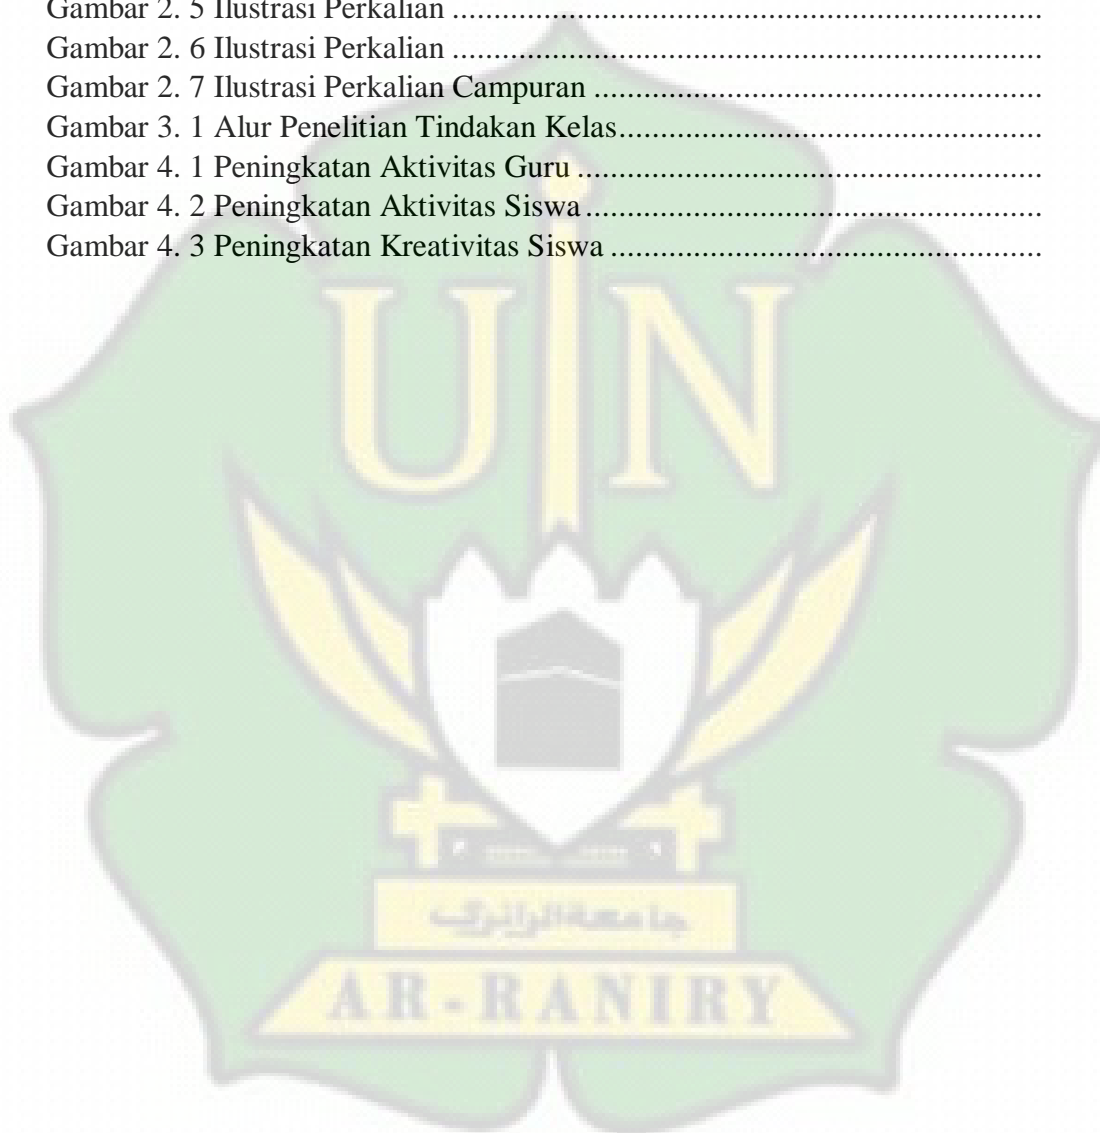 Gambar 2. 5 Ilustrasi Perkalian ........................................................................
Gambar 2. 6 Ilustrasi Perkalian ........................................................................
Gambar 2. 7 Ilustrasi Perkalian Campuran .......................................................
Gambar 3. 1 Alur Penelitian Tindakan Kelas....................................................
Gambar 4. 1 Peningkatan Aktivitas Guru .........................................................
Gambar 4. 2 Peningkatan Aktivitas Siswa ........................................................
Gambar 4. 3 Peningkatan Kreativitas Siswa .....................................................
UIN
جامعة الرانري
AR-RANIRY